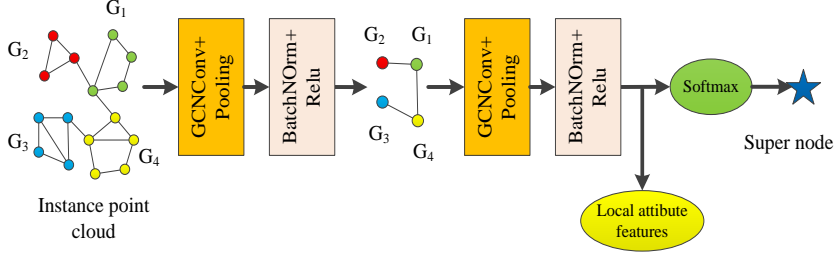 G1
G2
G3
G4
Instance point
cloud
GCNConv+
Pooling
BatchNOrm+
Relu
G2
G1
G3
G4
GCNConv+
Pooling
BatchNOrm+
Relu
Softmax
Super node
Local attibute
features